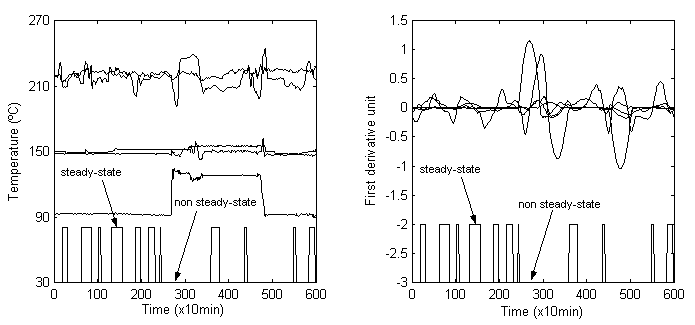 270
210
150
90
30
Temperature (ºC)
steady-state
non steady-state
0 100 200 300 400 500 600
Time (x10min)
1.5
1
0.5
0
-0.5
-1
-1.5
-2
-2.5
-3
First derivative unit
steady-state
non steady-state
0 100 200 300 400 500 600
Time (x10min)